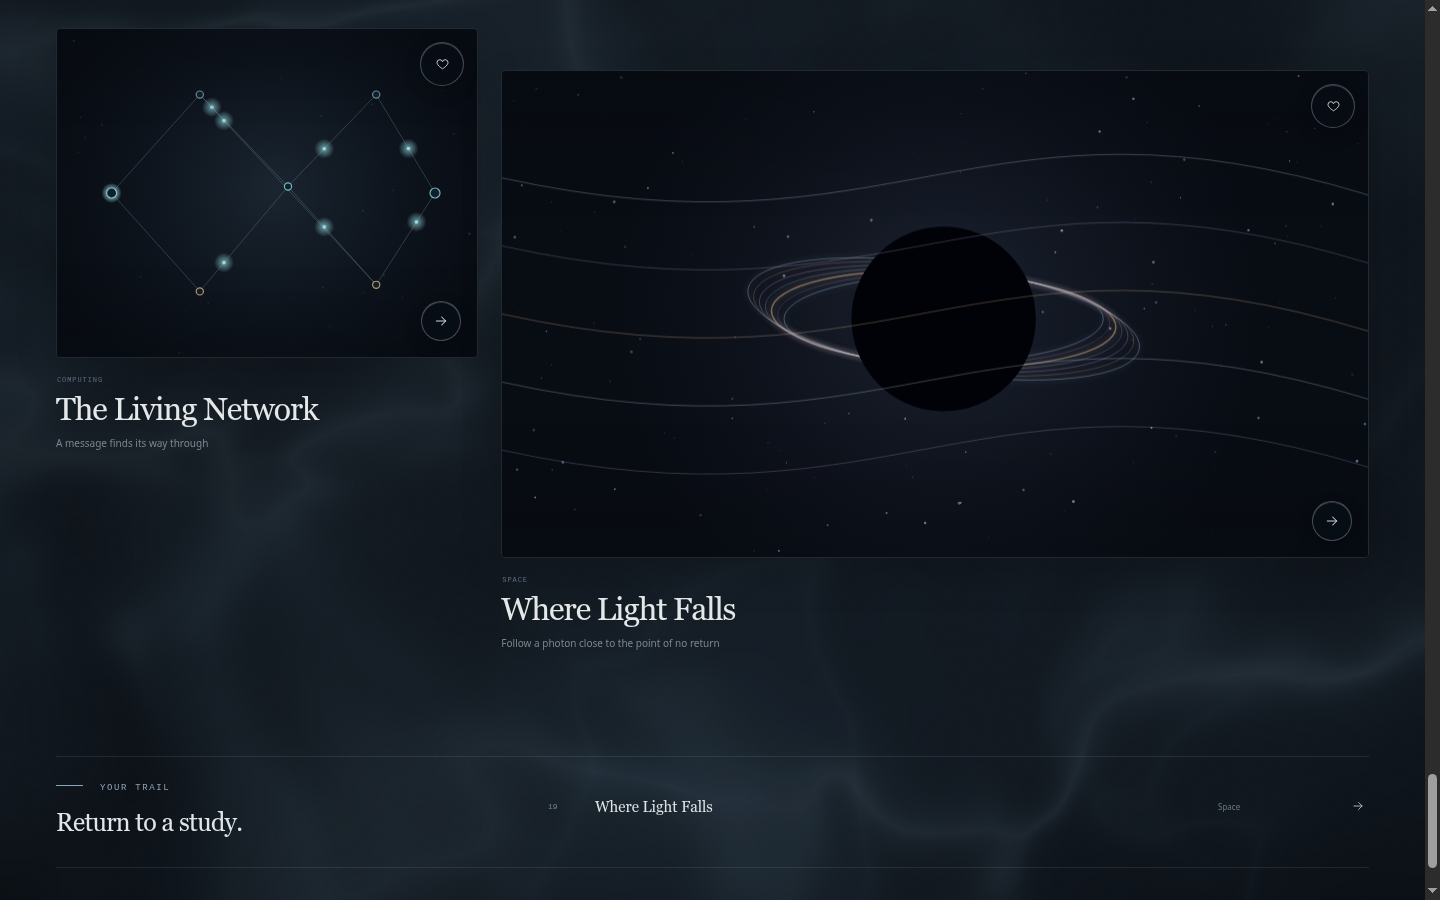 COMPUTING
The Living Network
A message finds its way through
SPACE
Where Light Falls
Follow a photon close to the point of no return
YOUR TRAIL
Return to a study.
19 Where Light Falls Space